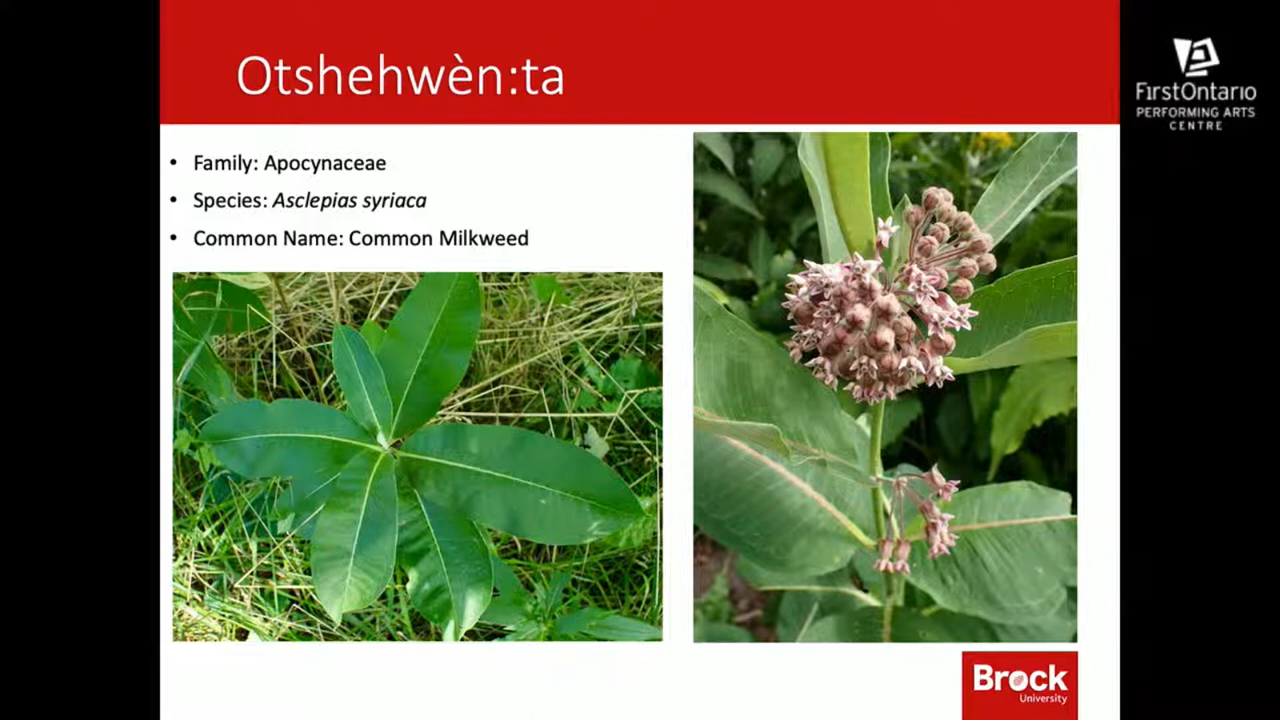 Otshehwèn:ta
• Family: Apocynaceae
• Species: Asclepias syriaca
• Common Name: Common Milkweed
FirstOntario
PERFORMING ARTS
CENTRE
Brock
University